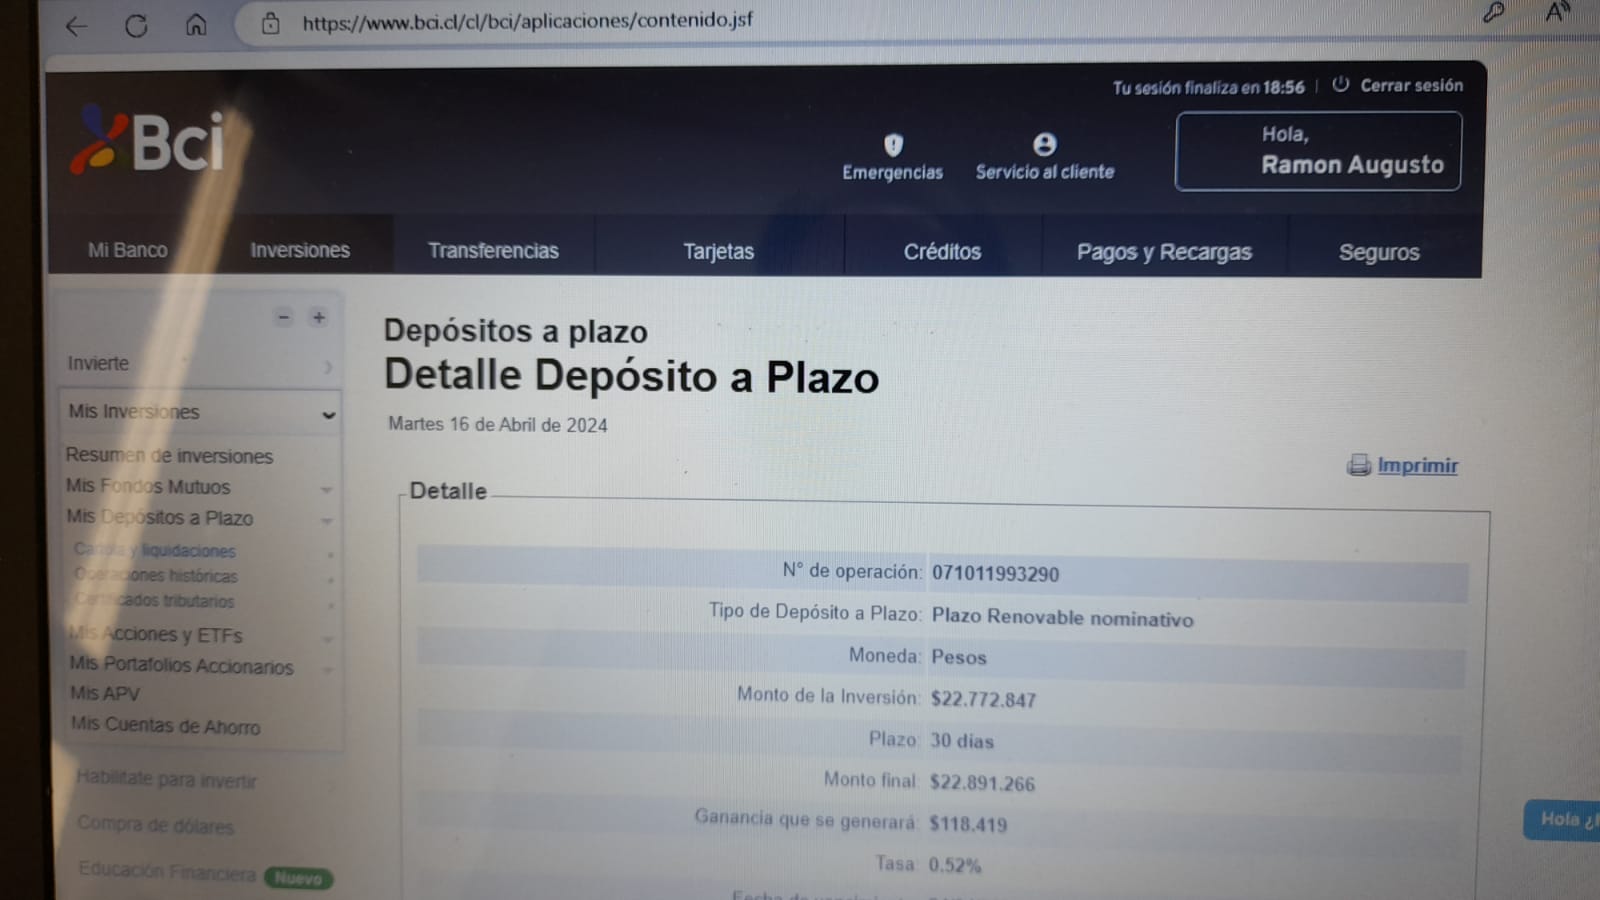 https://www.bci.cl/cl/bci/aplicaciones/contenido.jsf
Tu sesión finaliza en 18:56 | Cerrar sesión
Bci
Emergencias
Servicio al cliente
Hola,
Ramon Augusto
Mi Banco
Inversiones
Transferencias
Tarjetas
Créditos
Pagos y Recargas
Seguros
Invierte
Mis Inversiones
Resumen de inversiones
Mis Fondos Mutuos
Mis Depósitos a Plazo
Cartola y liquidaciones
Operaciones históricas
Certificados tributarios
Mis Acciones y ETFs
Mis Portafolios Accionarios
Mis APV
Mis Cuentas de Ahorro
Habilitate para invertir
Compra de dólares
Educación Financiera Nuevo
Depósitos a plazo
Detalle Depósito a Plazo
Martes 16 de Abril de 2024
Imprimir
Detalle
N° de operación: 071011993290
Tipo de Depósito a Plazo: Plazo Renovable nominativo
Moneda: Pesos
Monto de la Inversión: $22.772.847
Plazo: 30 días
Monto final: $22.891.266
Ganancia que se generará: $118.419
Tasa: 0.52%
Hola